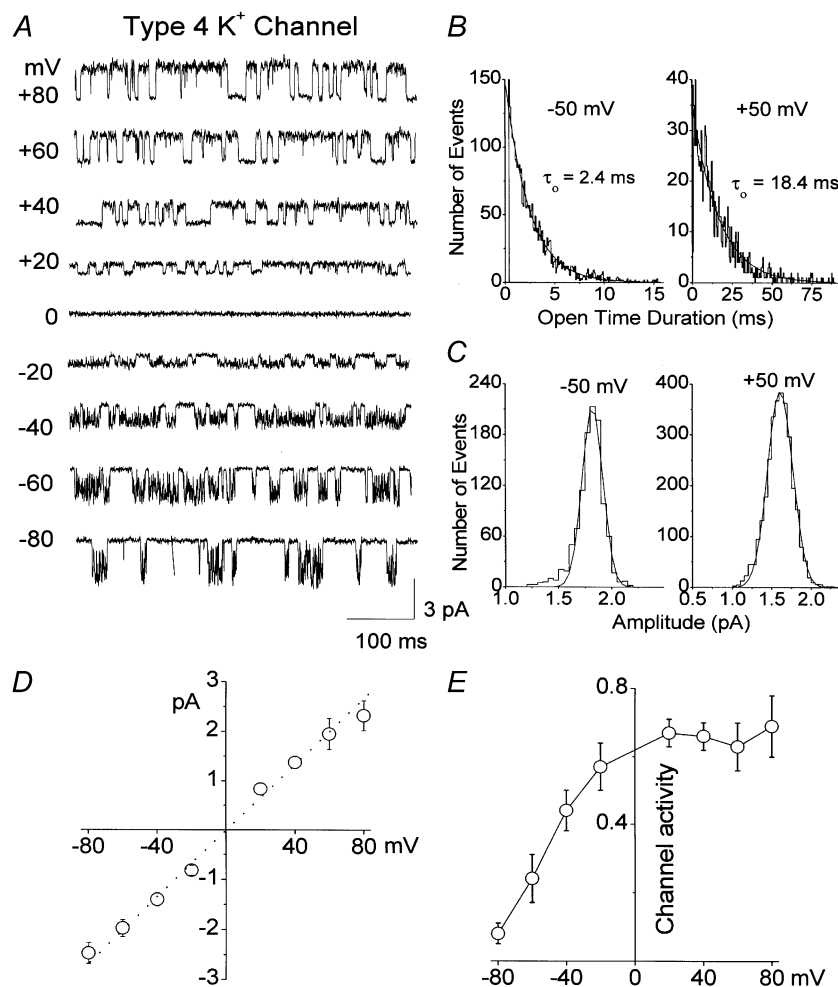 A
Type 4 K⁺ Channel
mV
+80
+60
+40
+20
0
-20
-40
-60
-80
3 pA
100 ms
B
150
100
50
0
-50 mV
τo = 2.4 ms
0 5 10 15
40
30
20
10
0
+50 mV
τo = 18.4 ms
0 25 50 75
Number of Events
Open Time Duration (ms)
C
240
180
120
60
0
-50 mV
1.0 1.5 2.0
400
300
200
100
0
+50 mV
0.5 1.0 1.5 2.0
Number of Events
Amplitude (pA)
D
3
pA
2
1
-80 -40 40 80 mV
-1
-2
-3
E
0.8
0.4
Channel activity
-80 -40 0 40 80 mV